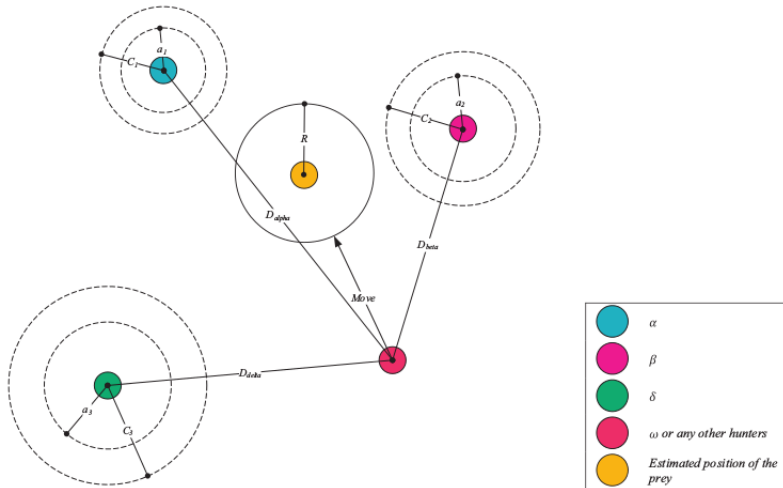 a1
C1
a2
C2
R
Dalpha
Dbeta
Move
Ddelta
a3
C3
α
β
δ
ω or any other hunters
Estimated position of the
prey